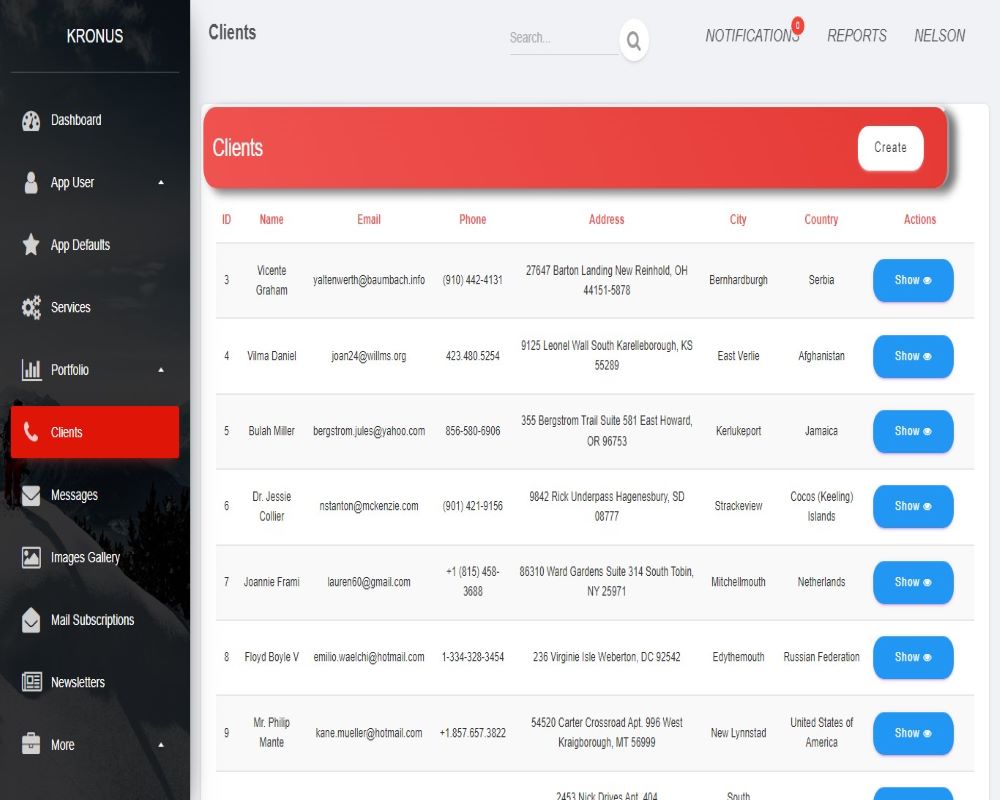 KRONUS
Dashboard
App User
App Defaults
Services
Portfolio
Clients
Messages
Images Gallery
Mail Subscriptions
Newsletters
More
Clients
Search...
NOTIFICATIONS
0
REPORTS
NELSON
Clients
Create
ID Name Email Phone Address City Country Actions
3 Vicente Graham yaltenwerth@baumbach.info (910) 442-4131 27647 Barton Landing New Reinhold, OH 44151-5878 Bernhardburgh Serbia Show
4 Vilma Daniel joan24@willms.org 423.480.5254 9125 Leonel Wall South Karelleborough, KS 55289 East Verlie Afghanistan Show
5 Bulah Miller bergstrom.jules@yahoo.com 856-580-6906 355 Bergstrom Trail Suite 581 East Howard, OR 96753 Kerlukeport Jamaica Show
6 Dr. Jessie Collier nstanton@mckenzie.com (901) 421-9156 9842 Rick Underpass Hagenesbury, SD 08777 Strackeview Cocos (Keeling) Islands Show
7 Joannie Frami lauren60@gmail.com +1 (815) 458-3688 86310 Ward Gardens Suite 314 South Tobin, NY 25971 Mitchellmouth Netherlands Show
8 Floyd Boyle V emilio.waelchi@hotmail.com 1-334-328-3454 236 Virginie Isle Weberton, DC 92542 Edythemouth Russian Federation Show
9 Mr. Philip Mante kane.mueller@hotmail.com +1.857.657.3822 54520 Carter Crossroad Apt. 996 West Kraigborough, MT 56999 New Lynnstad United States of America Show
2453 Nick Drives Apt. 404 South